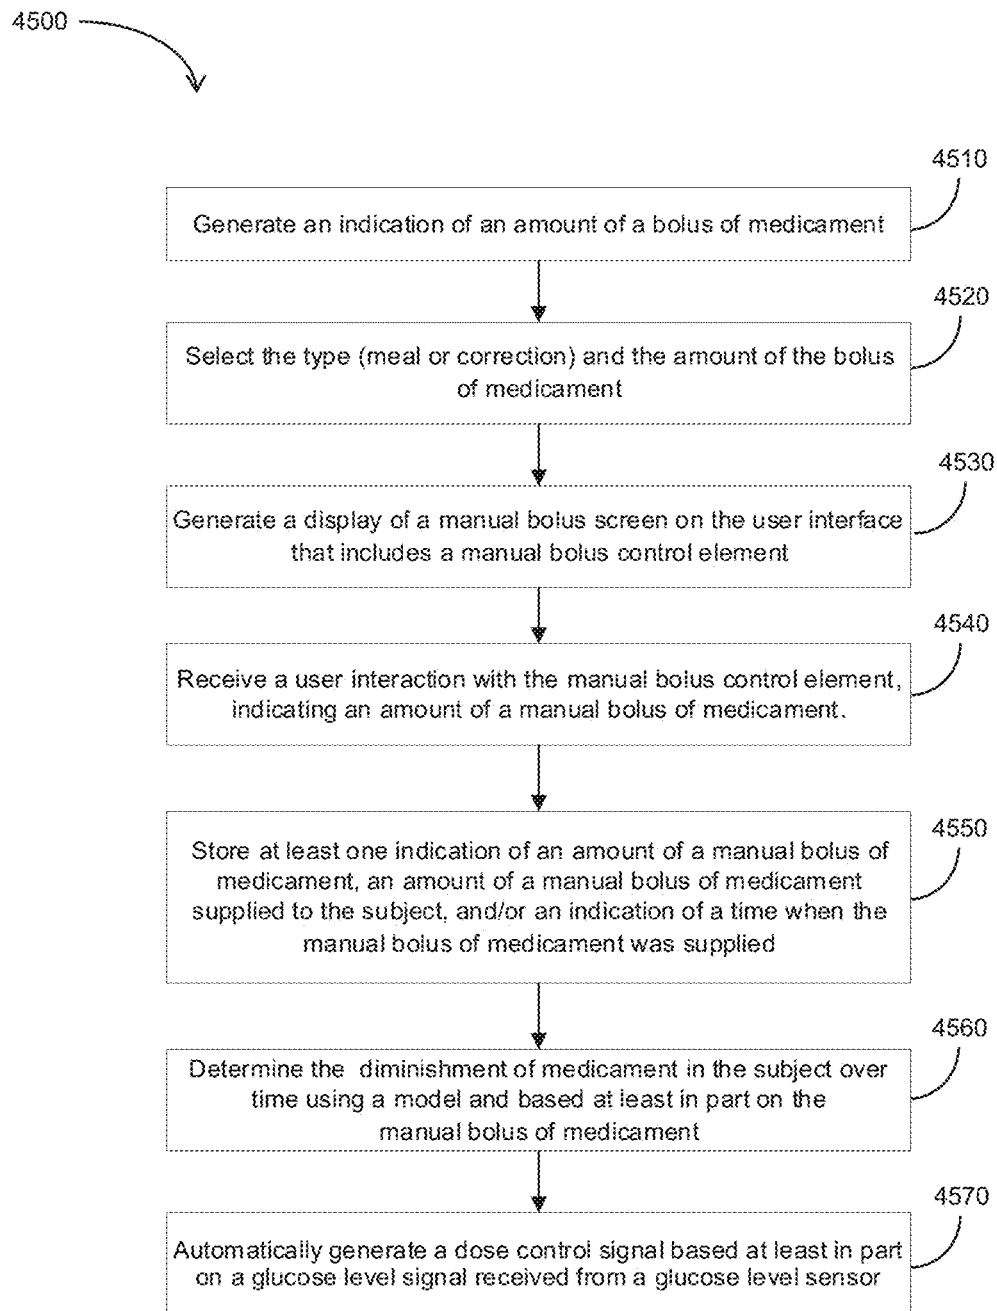 4500
4510
Generate an indication of an amount of a bolus of medicament
4520
Select the type (meal or correction) and the amount of the bolus
of medicament
4530
Generate a display of a manual bolus screen on the user interface
that includes a manual bolus control element
4540
Receive a user interaction with the manual bolus control element,
indicating an amount of a manual bolus of medicament.
4550
Store at least one indication of an amount of a manual bolus of
medicament, an amount of a manual bolus of medicament
supplied to the subject, and/or an indication of a time when the
manual bolus of medicament was supplied
4560
Determine the diminishment of medicament in the subject over
time using a model and based at least in part on the
manual bolus of medicament
4570
Automatically generate a dose control signal based at least in part
on a glucose level signal received from a glucose level sensor